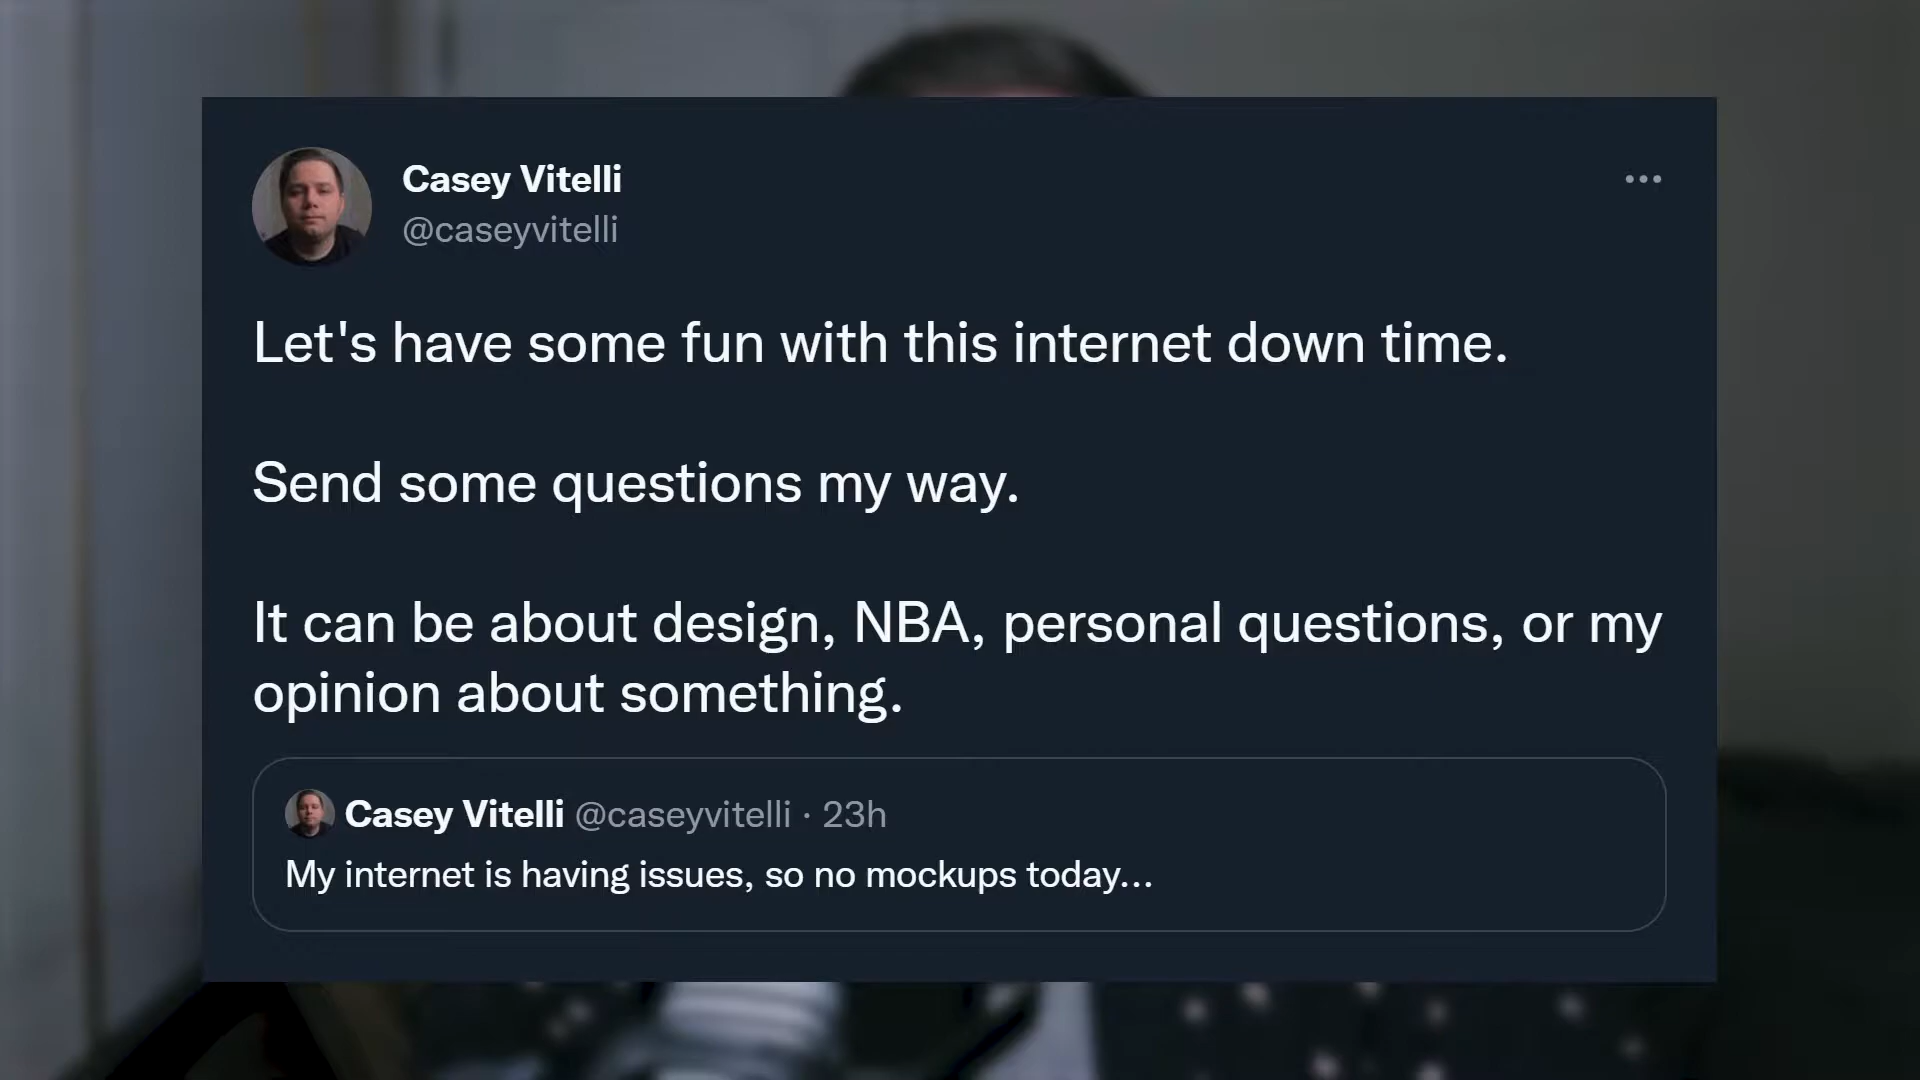 Casey Vitelli
@caseyvitelli
Let's have some fun with this internet down time.
Send some questions my way.
It can be about design, NBA, personal questions, or my
opinion about something.
Casey Vitelli @caseyvitelli · 23h
My internet is having issues, so no mockups today...